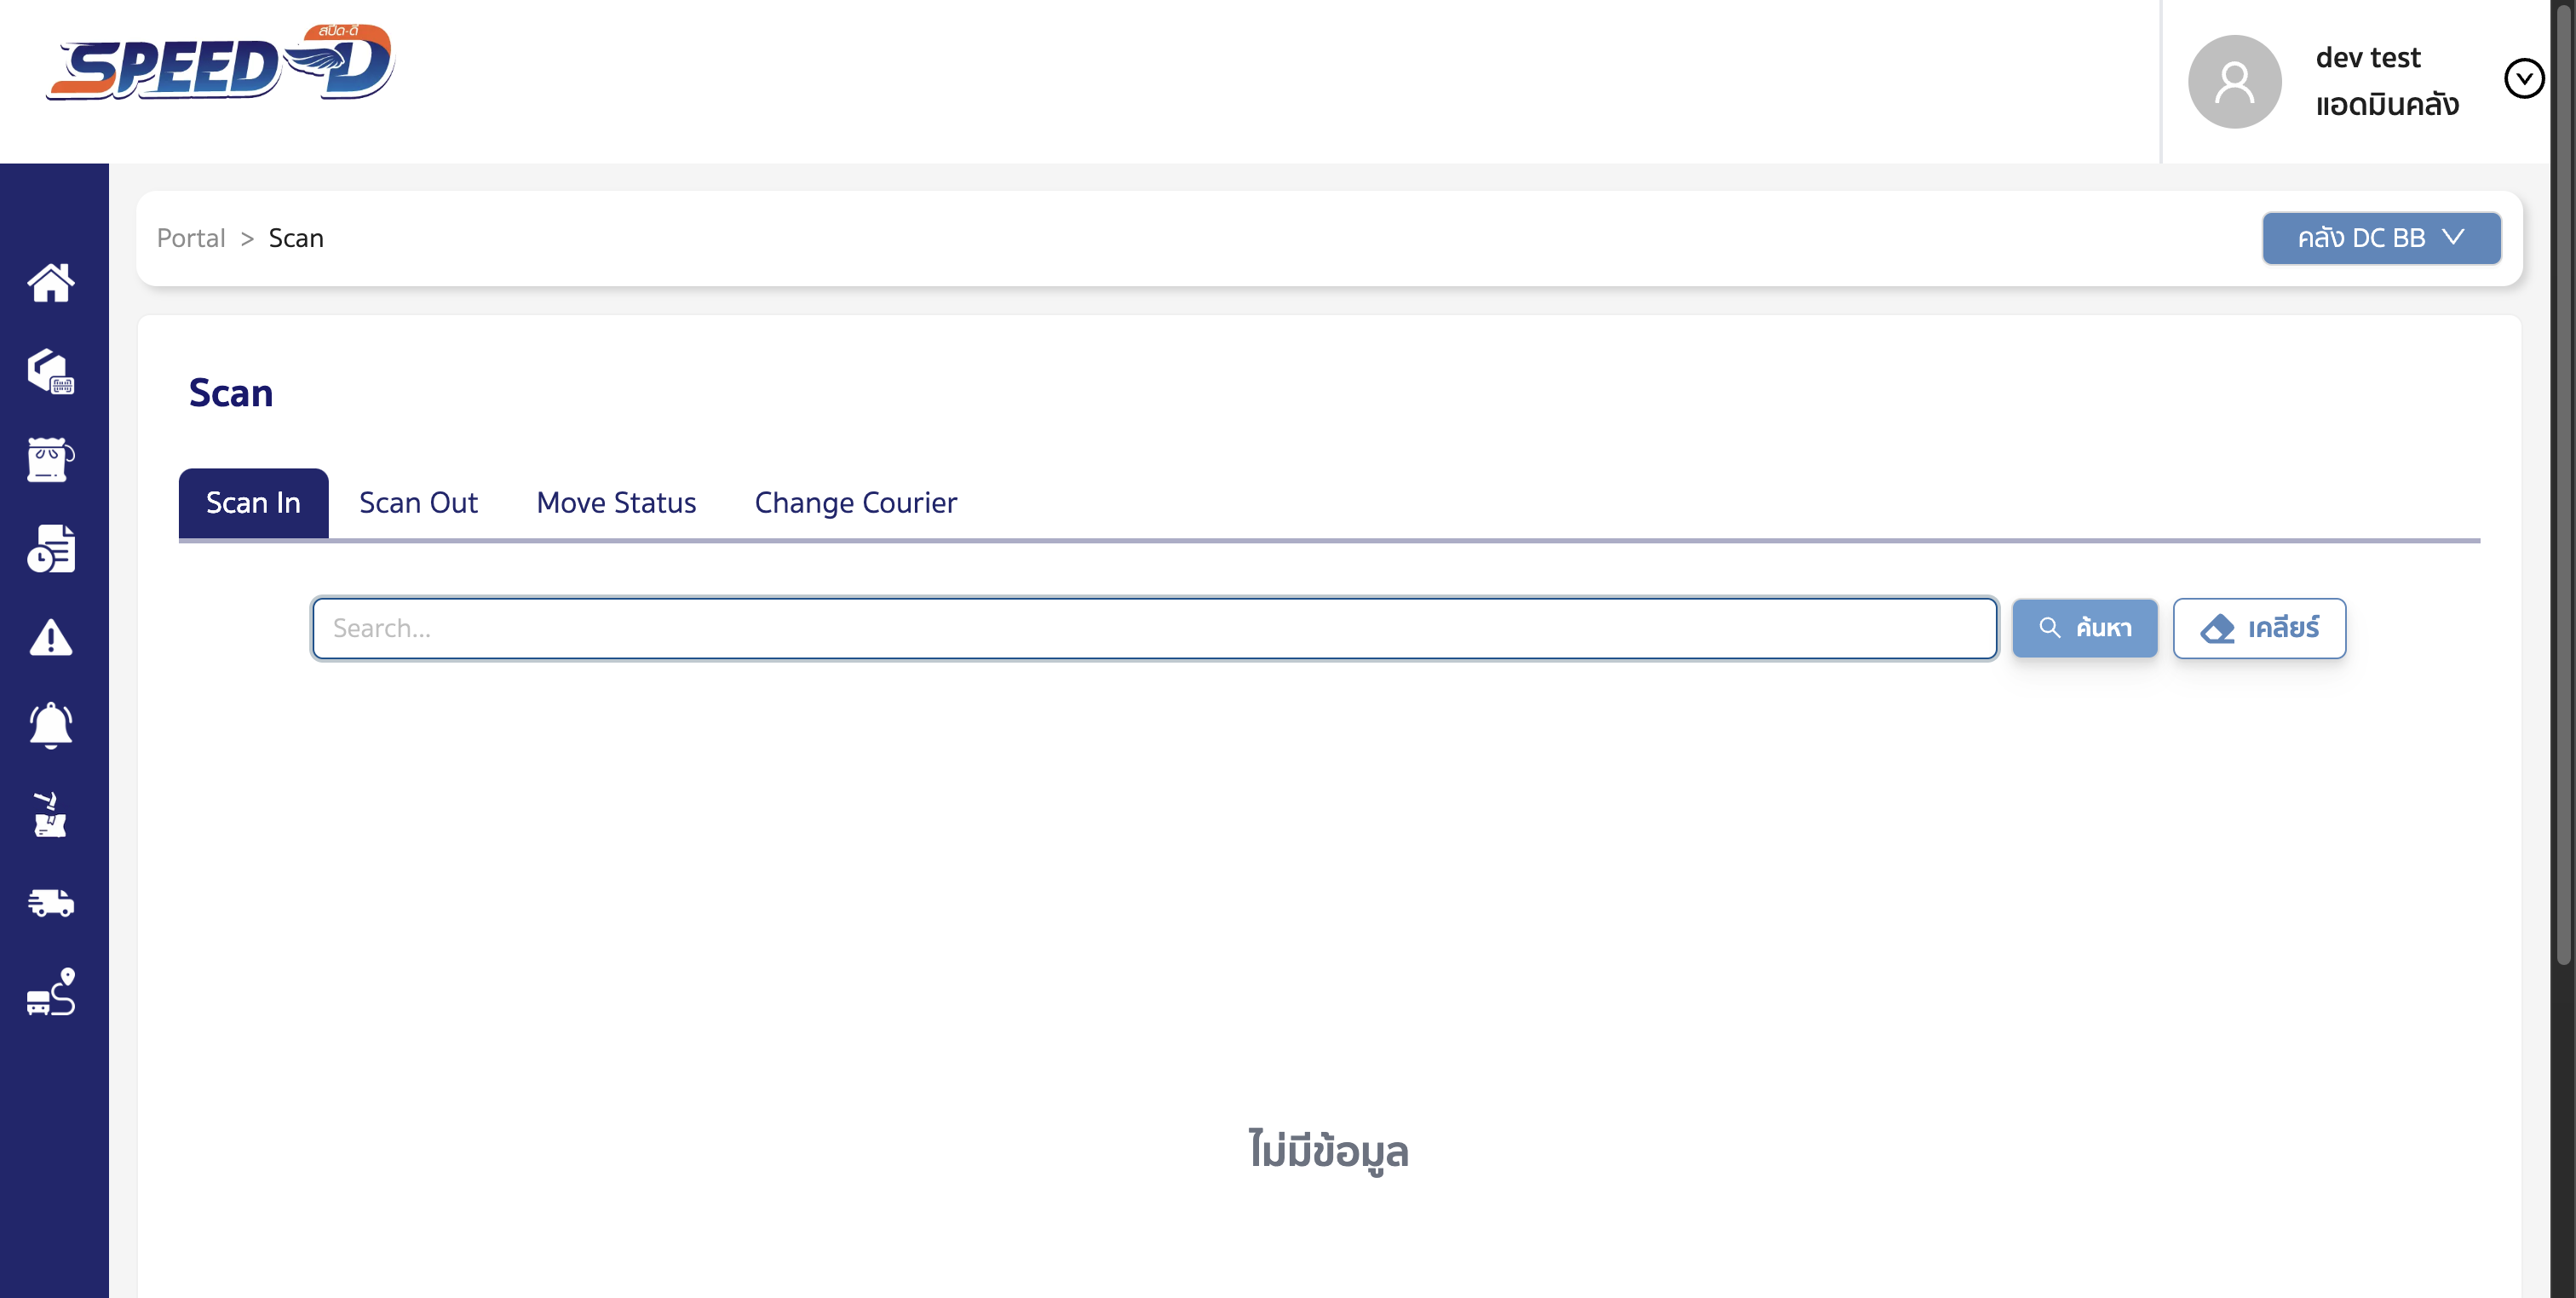 สปีด-ดี
SPEED-D
dev test
แอดมินคลัง
Portal > Scan
คลัง DC BB
Scan
Scan In
Scan Out
Move Status
Change Courier
Search...
ค้นหา
เคลียร์
ไม่มีข้อมูล